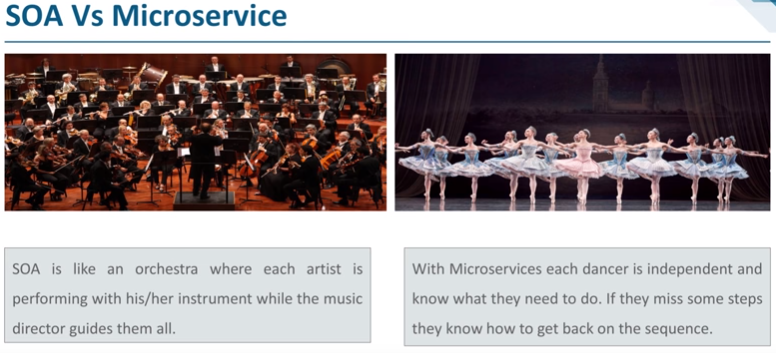 SOA Vs Microservice
SOA is like an orchestra where each artist is
performing with his/her instrument while the music
director guides them all.
With Microservices each dancer is independent and
know what they need to do. If they miss some steps
they know how to get back on the sequence.